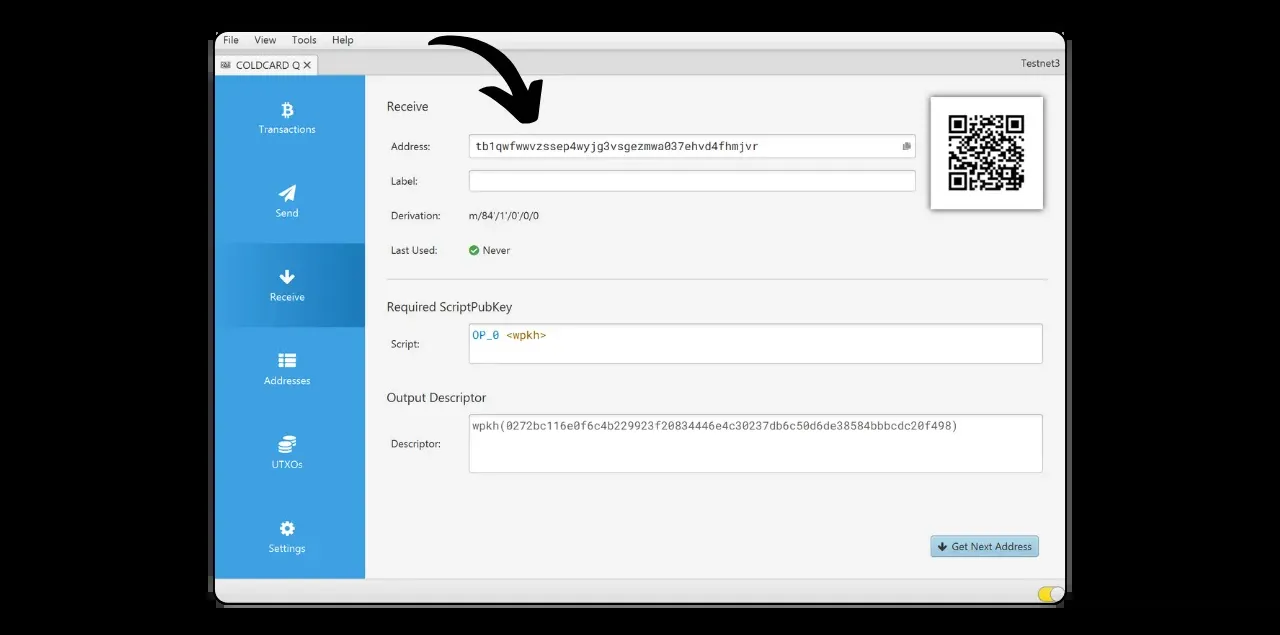 File View Tools Help
COLDCARD Q
Testnet3
Transactions
Send
Receive
Addresses
UTXOs
Settings
Receive
Address: tb1qwfwwvzssep4wyjg3vsgezmwa037ehvd4fhmjvr
Label:
Derivation: m/84'/1'/0'/0/0
Last Used: Never
Required ScriptPubKey
Script: OP_0 <wpkh>
Output Descriptor
Descriptor: wpkh(0272bc116e0f6c4b229923f20834446e4c30237db6c50d6de38584bbbcdc20f498)
Get Next Address